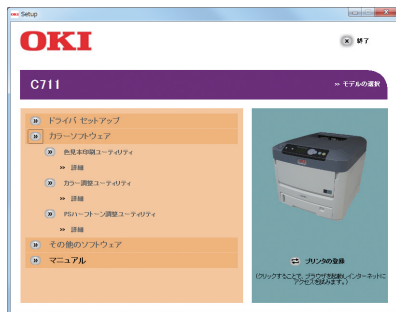 Setup
OKI
終了
C711
モデルの選択
ドライバ セットアップ
カラーソフトウェア
色見本印刷ユーティリティ
詳細
カラー調整ユーティリティ
詳細
PSハーフトーン調整ユーティリティ
詳細
その他のソフトウェア
マニュアル
プリンタの登録
(クリックすることで、ブラウザを起動しインターネットに
アクセスを試みます。)